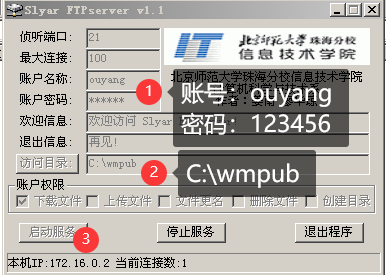 Slyar FTPserver v1.1
侦听端口: 21
最大连接: 100
账户名称: ouyang
账户密码: ******
欢迎信息: 欢迎访问 Slyar
退出信息: 再见!
访问目录: C:\wmpub
IT 北京师范大学珠海分校
信息技术学院
北京师范大学珠海分校信息技术学院
1 账号：ouyang
密码：123456
2 C:\wmpub
账户权限
下载文件 上传文件 文件更名 删除文件 创建目录
启动服务 3 停止服务 退出程序
本机IP:172.16.0.2 当前连接数:1